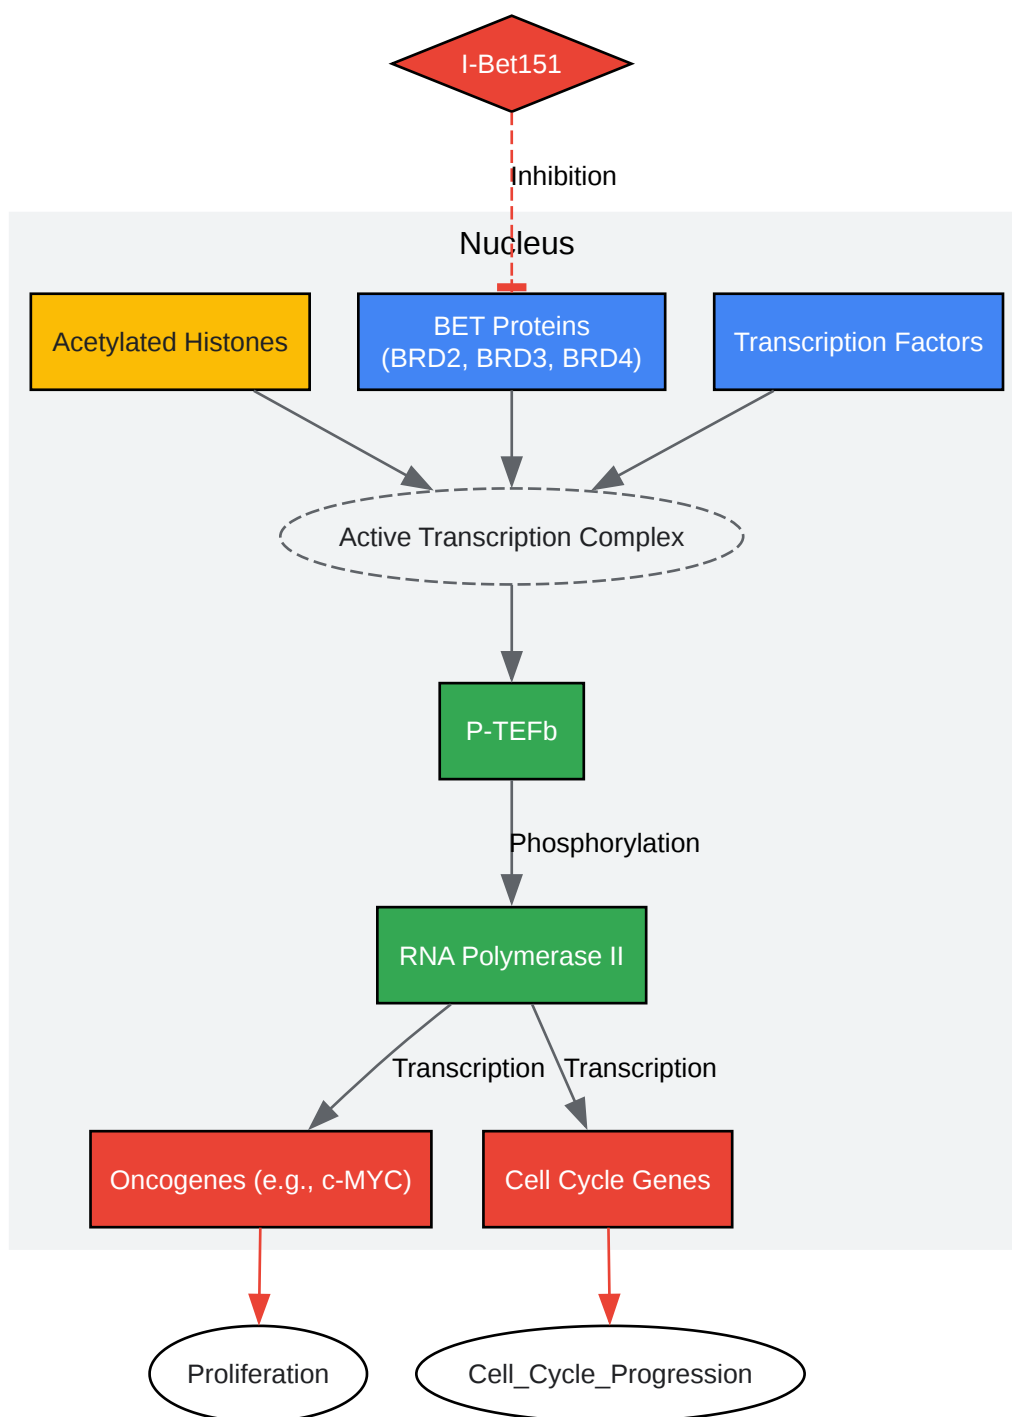 I-Bet151
Inhibition
Nucleus
Acetylated Histones
BET Proteins
(BRD2, BRD3, BRD4)
Transcription Factors
Active Transcription Complex
P-TEFb
Phosphorylation
RNA Polymerase II
Transcription
Transcription
Oncogenes (e.g., c-MYC)
Cell Cycle Genes
Proliferation
Cell_Cycle_Progression